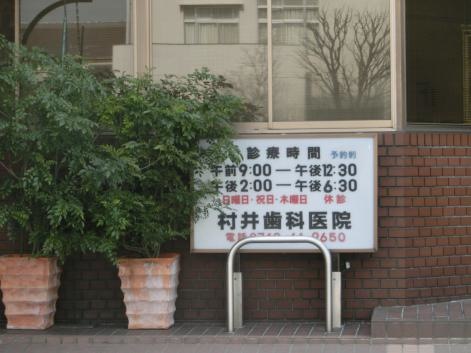 診療時間 予約制
午前9:00―午後12:30
午後2:00―午後6:30
日曜日・祝日・木曜日 休診
村井歯科医院
電話 9650